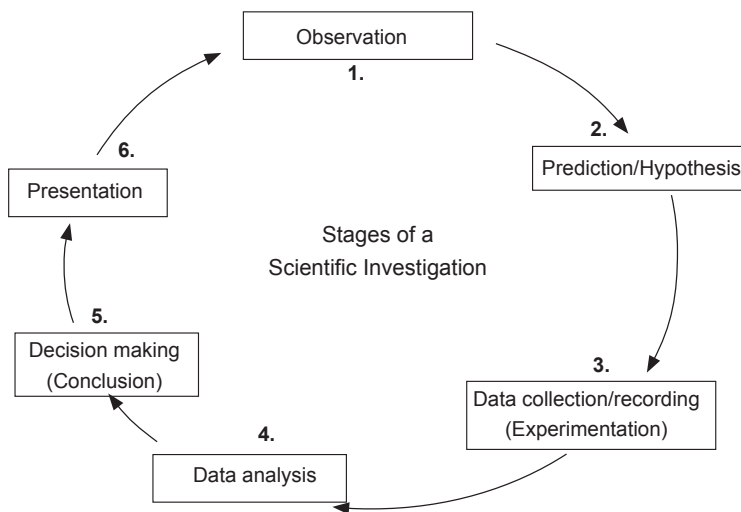 Observation
1.
2.
Prediction/Hypothesis
3.
Data collection/recording
(Experimentation)
4.
Data analysis
5.
Decision making
(Conclusion)
6.
Presentation
Stages of a
Scientific Investigation